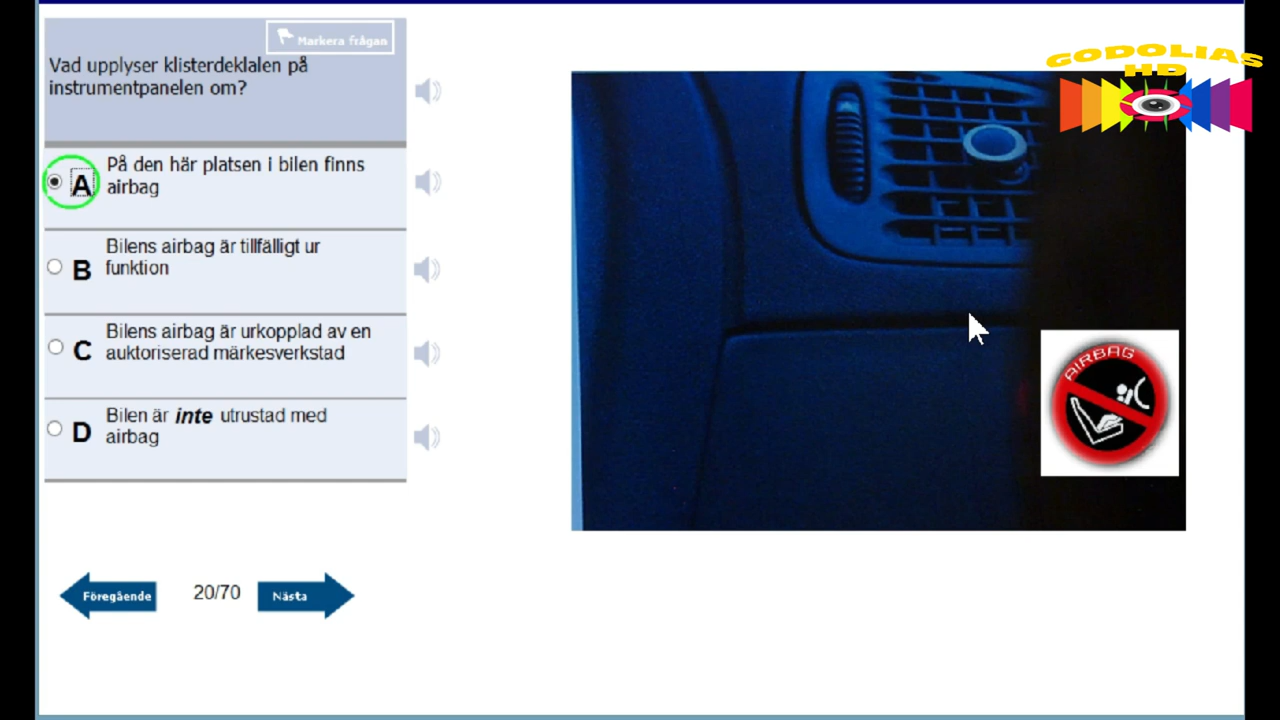 Markera frågan
Vad upplyser klisterdeklalen på
instrumentpanelen om?
A
På den här platsen i bilen finns
airbag
B
Bilens airbag är tillfälligt ur
funktion
C
Bilens airbag är urkopplad av en
auktoriserad märkesverkstad
D
Bilen är inte utrustad med
airbag
Föregående
20/70
Nästa
GODOLIAS
HD
AIRBAG